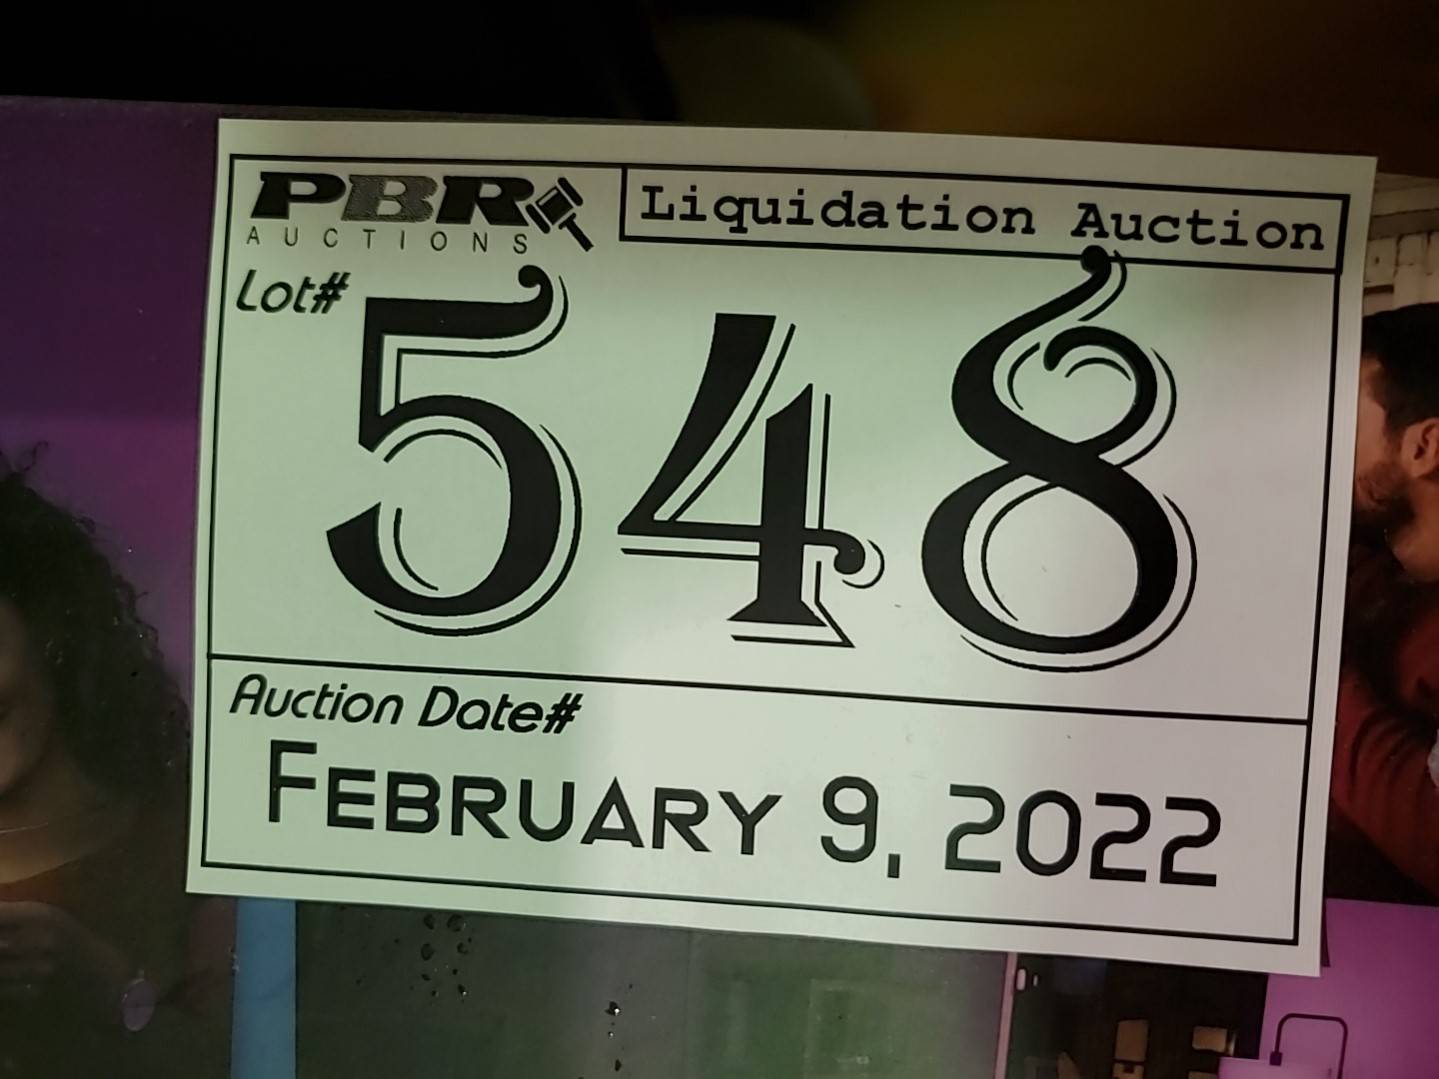 PBR
AUCTIONS
Liquidation Auction
Lot#
548
Auction Date#
FEBRUARY 9, 2022